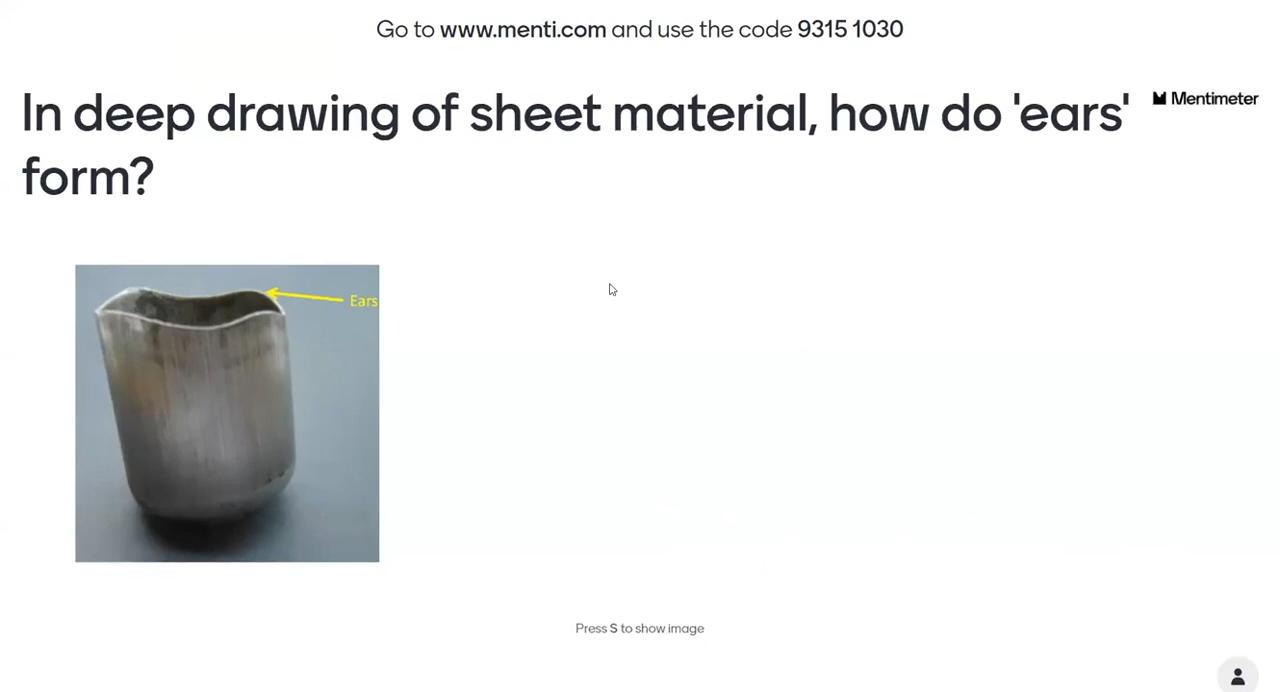 Go to www.menti.com and use the code 9315 1030
In deep drawing of sheet material, how do 'ears'
form?
Mentimeter
Ears
Press S to show image